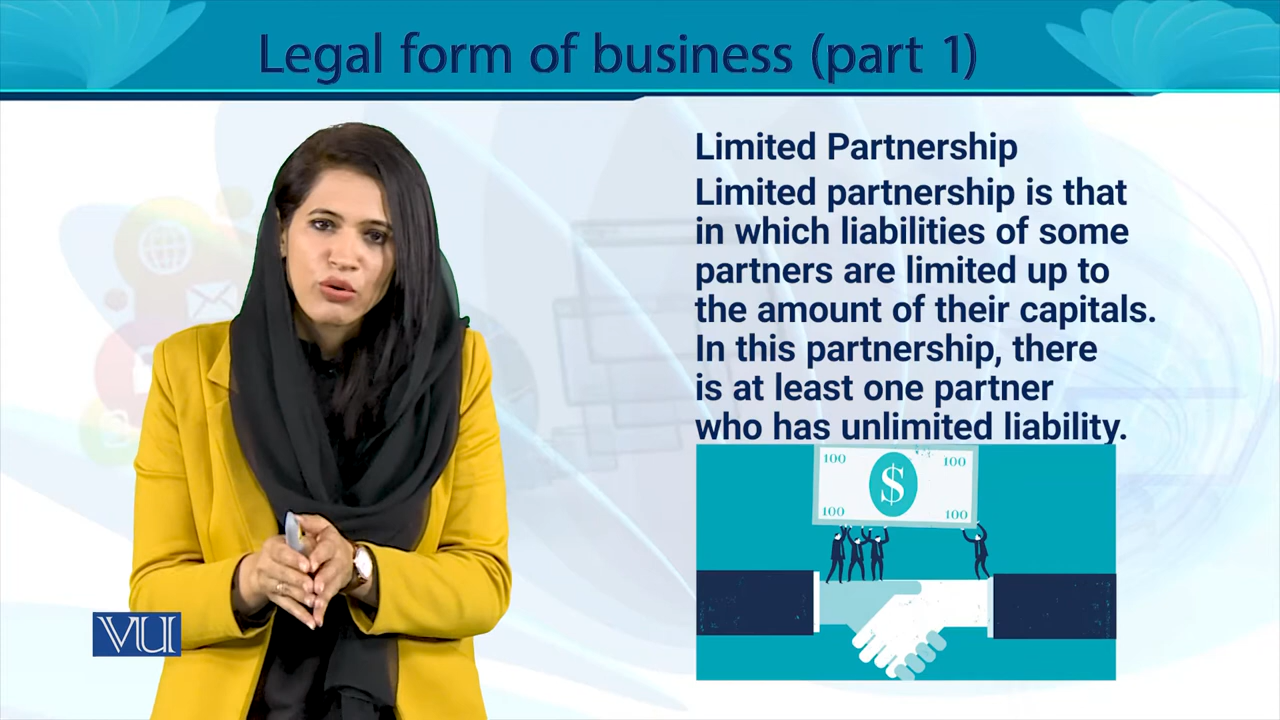 Legal form of business (part 1)
Limited Partnership
Limited partnership is that
in which liabilities of some
partners are limited up to
the amount of their capitals.
In this partnership, there
is at least one partner
who has unlimited liability.
100 100
$
100 100
VU